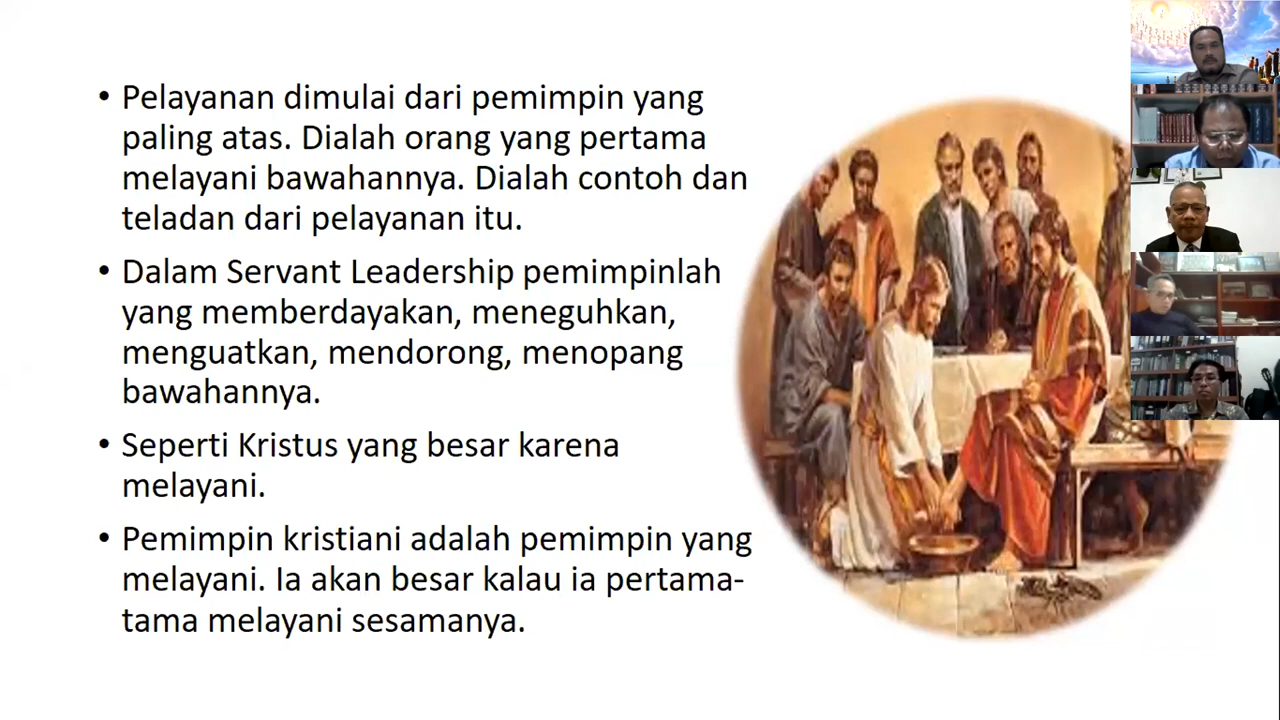 • Pelayanan dimulai dari pemimpin yang
paling atas. Dialah orang yang pertama
melayani bawahannya. Dialah contoh dan
teladan dari pelayanan itu.
• Dalam Servant Leadership pemimpinlah
yang memberdayakan, meneguhkan,
menguatkan, mendorong, menopang
bawahannya.
• Seperti Kristus yang besar karena
melayani.
• Pemimpin kristiani adalah pemimpin yang
melayani. Ia akan besar kalau ia pertama-
tama melayani sesamanya.